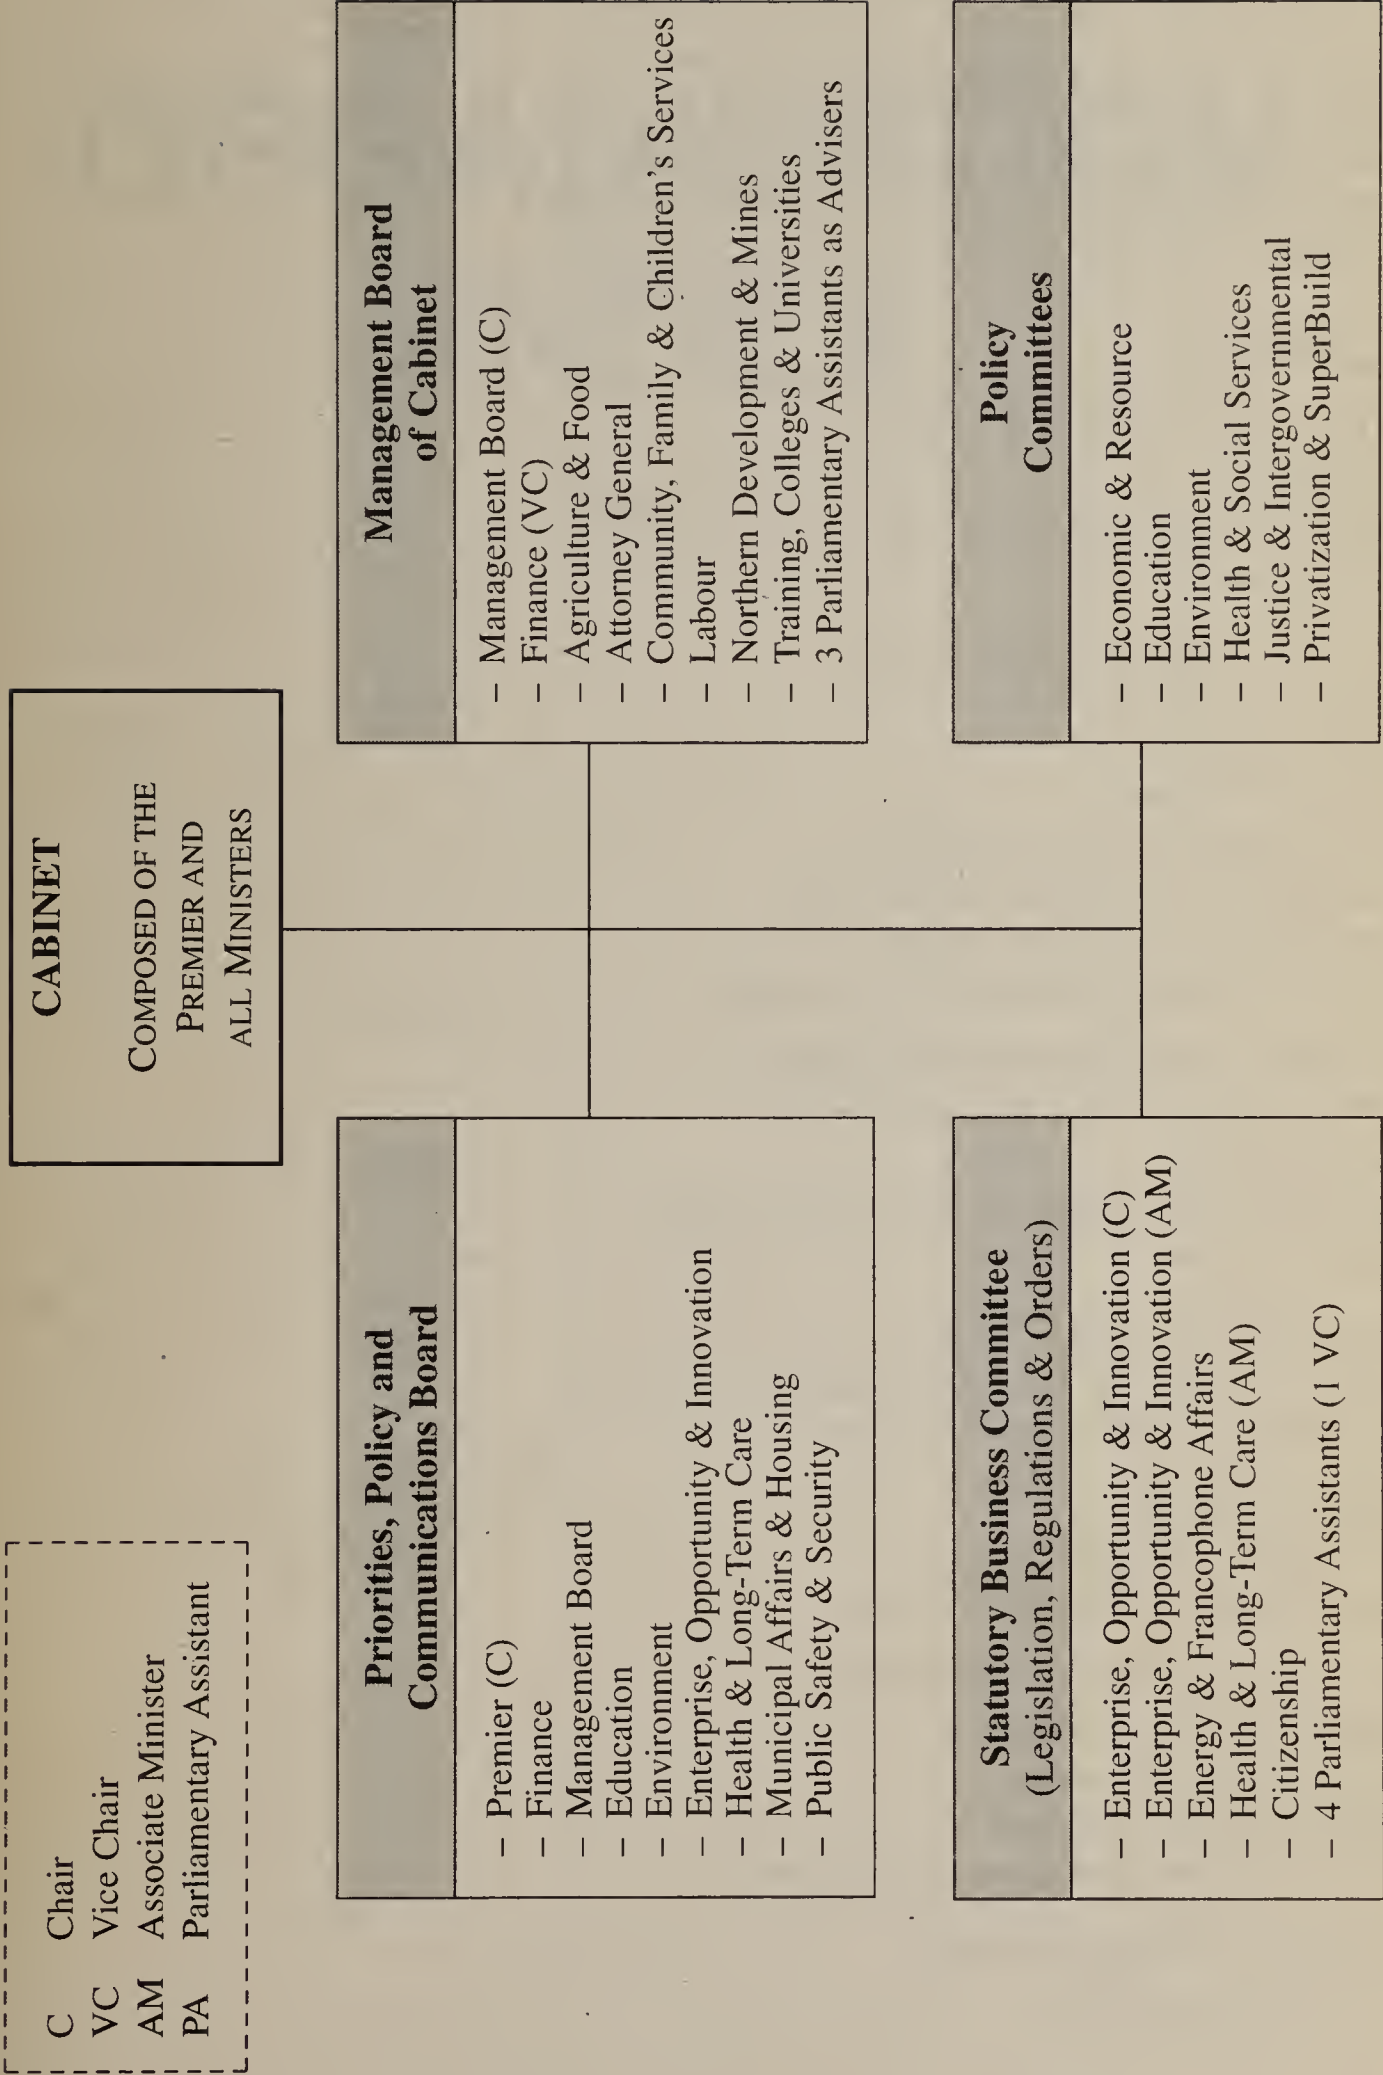 C Chair
VC Vice Chair
AM Associate Minister
PA Parliamentary Assistant
CABINET
COMPOSED OF THE
PREMIER AND
ALL MINISTERS
Priorities, Policy and
Communications Board
– Premier (C)
– Finance
– Management Board
– Education
– Environment
– Enterprise, Opportunity & Innovation
– Health & Long-Term Care
– Municipal Affairs & Housing
– Public Safety & Security
Management Board
of Cabinet
– Management Board (C)
– Finance (VC)
– Agriculture & Food
– Attorney General
– Community, Family & Children's Services
– Labour
– Northern Development & Mines
– Training, Colleges & Universities
– 3 Parliamentary Assistants as Advisers
Statutory Business Committee
(Legislation, Regulations & Orders)
– Enterprise, Opportunity & Innovation (C)
– Enterprise, Opportunity & Innovation (AM)
– Energy & Francophone Affairs
– Health & Long-Term Care (AM)
– Citizenship
– 4 Parliamentary Assistants (1 VC)
Policy
Committees
– Economic & Resource
– Education
– Environment
– Health & Social Services
– Justice & Intergovernmental
– Privatization & SuperBuild